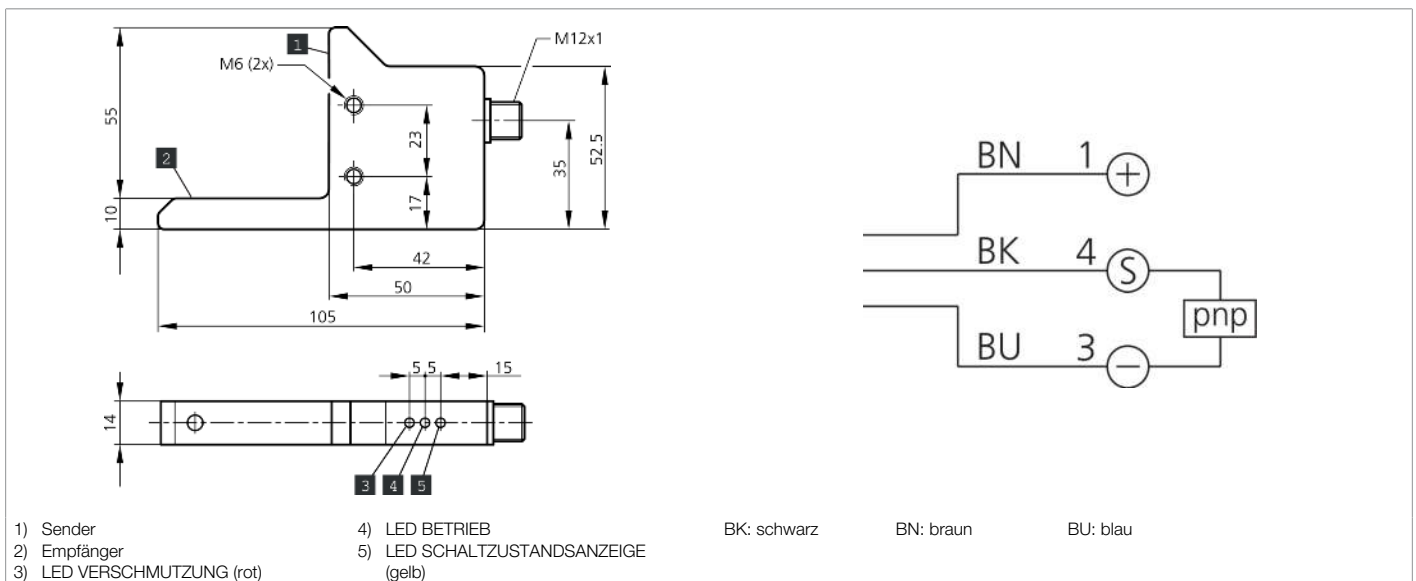 1
M6 (2x)
M12x1
55
23
52.5
35
2
17
10
42
50
105
5
5
15
14
3
4
5
BN 1 +
BK 4 S
pnp
BU 3 −
1) Sender
2) Empfänger
3) LED VERSCHMUTZUNG (rot)
4) LED BETRIEB
5) LED SCHALTZUSTANDSANZEIGE
(gelb)
BK: schwarz BN: braun BU: blau